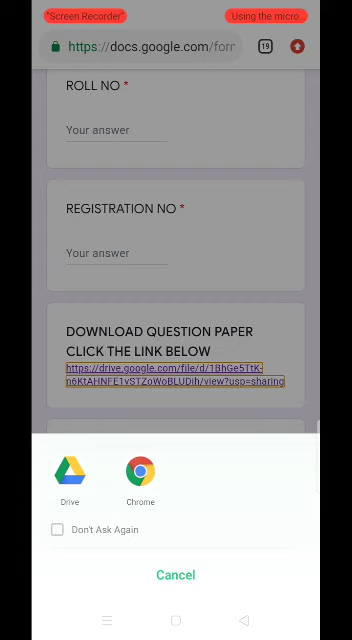 "Screen Recorder"
Using the micro...
https://docs.google.com/forr
19
ROLL NO *
Your answer
REGISTRATION NO *
Your answer
DOWNLOAD QUESTION PAPER
CLICK THE LINK BELOW
https://drive.google.com/file/d/1BhGe5TtK-
n6KtAHNFE1vSTZoWoBLUDih/view?usp=sharing
Drive
Chrome
Don't Ask Again
Cancel